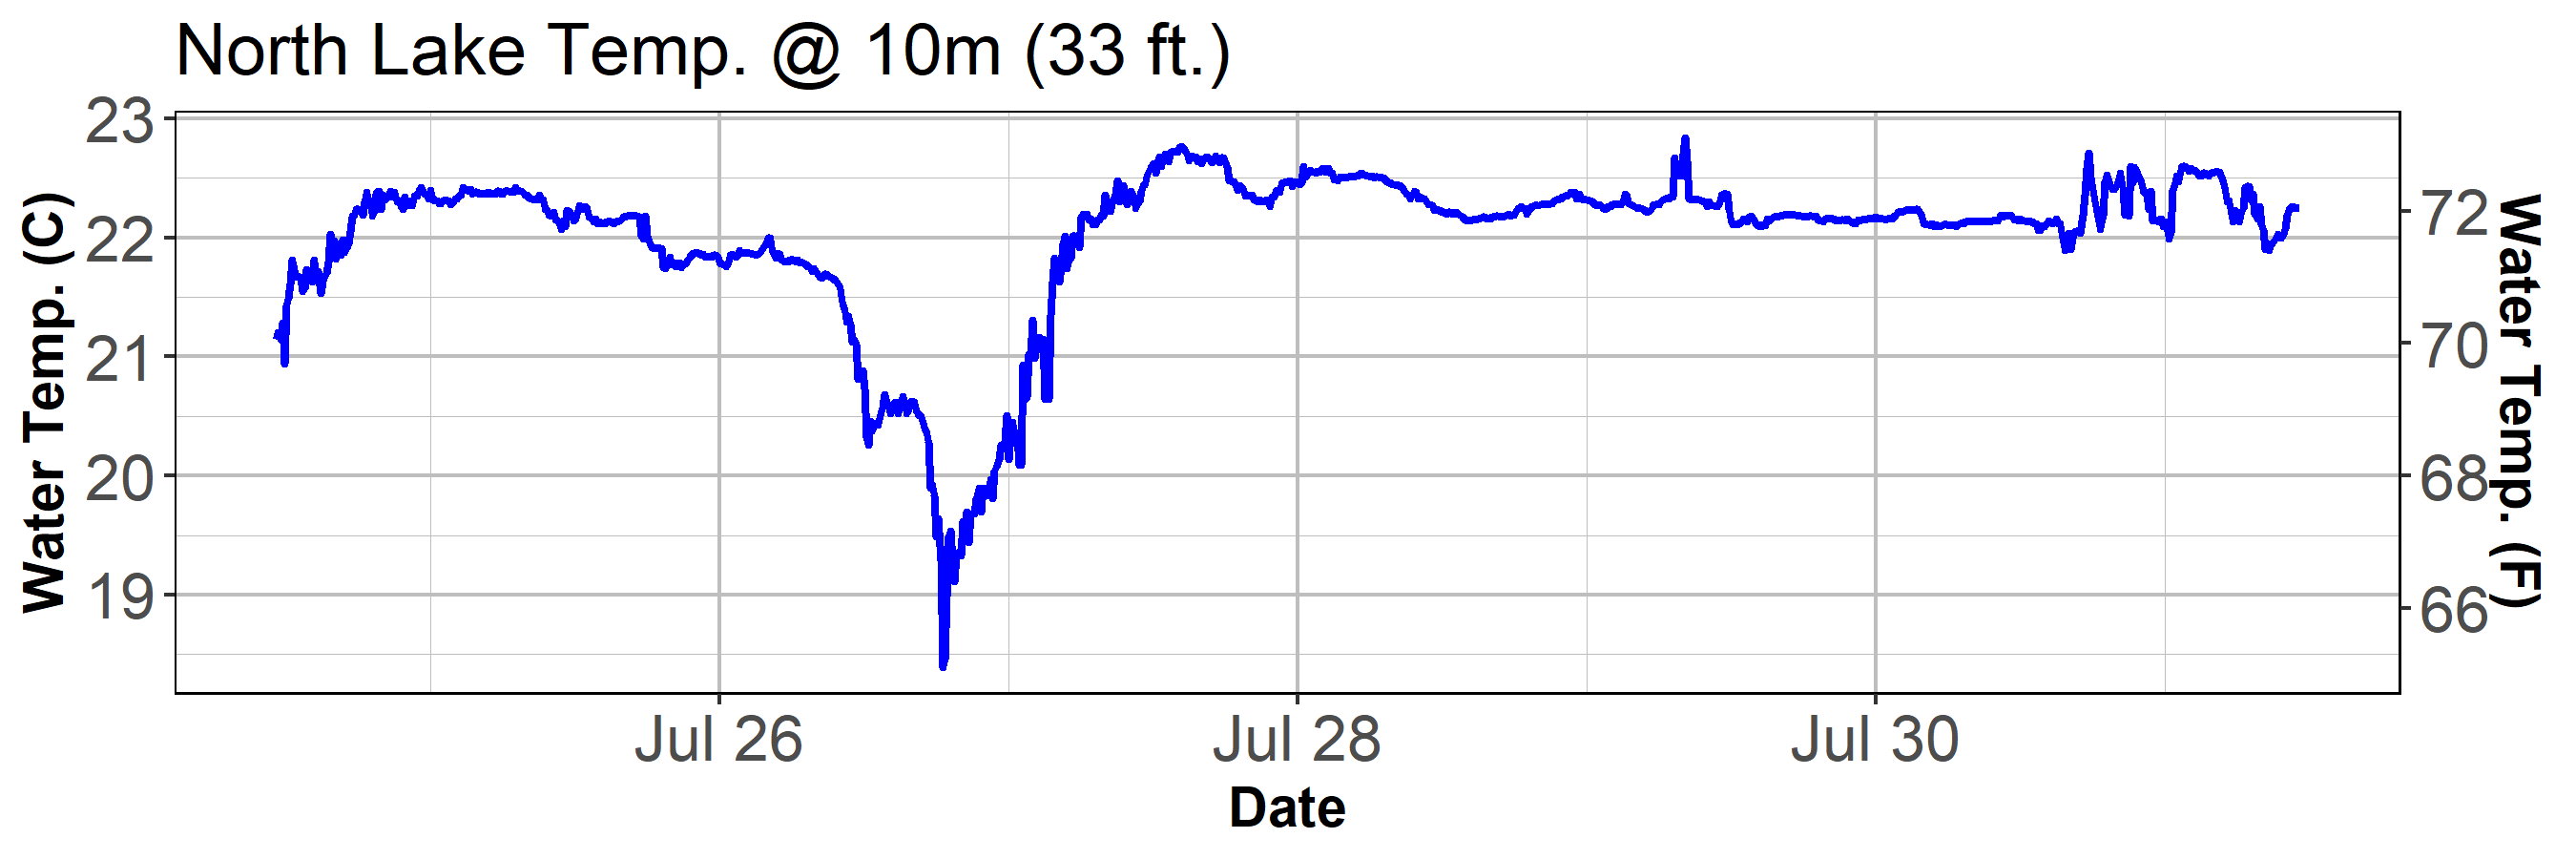 North Lake Temp. @ 10m (33 ft.)
Water Temp. (C)
23
22
21
20
19
72
70
68
66
Water Temp. (F)
Jul 26 Jul 28 Jul 30
Date